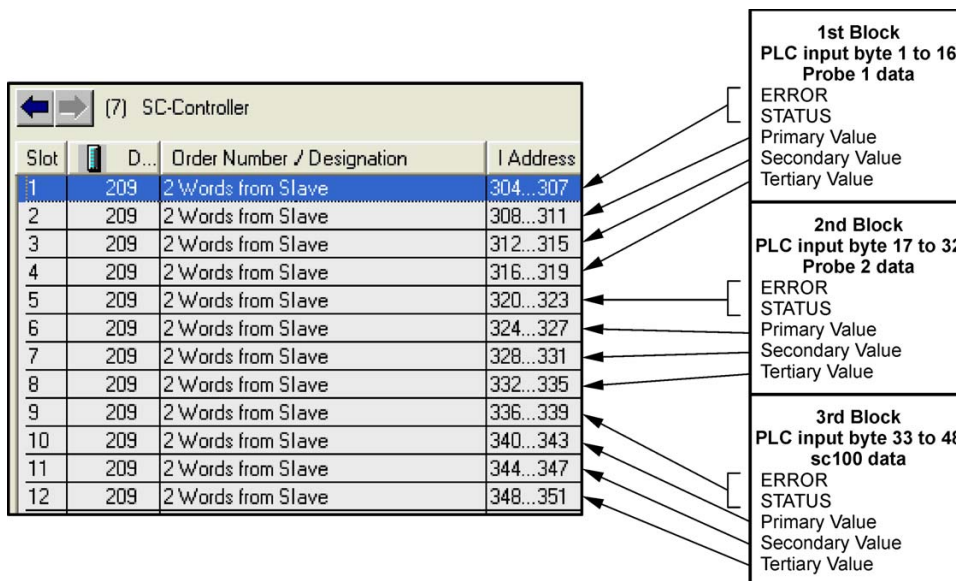 (7) SC-Controller
Slot D... Order Number / Designation I Address
1 209 2 Words from Slave 304...307
2 209 2 Words from Slave 308...311
3 209 2 Words from Slave 312...315
4 209 2 Words from Slave 316...319
5 209 2 Words from Slave 320...323
6 209 2 Words from Slave 324...327
7 209 2 Words from Slave 328...331
8 209 2 Words from Slave 332...335
9 209 2 Words from Slave 336...339
10 209 2 Words from Slave 340...343
11 209 2 Words from Slave 344...347
12 209 2 Words from Slave 348...351
1st Block
PLC input byte 1 to 16
Probe 1 data
ERROR
STATUS
Primary Value
Secondary Value
Tertiary Value
2nd Block
PLC input byte 17 to 32
Probe 2 data
ERROR
STATUS
Primary Value
Secondary Value
Tertiary Value
3rd Block
PLC input byte 33 to 48
sc100 data
ERROR
STATUS
Primary Value
Secondary Value
Tertiary Value